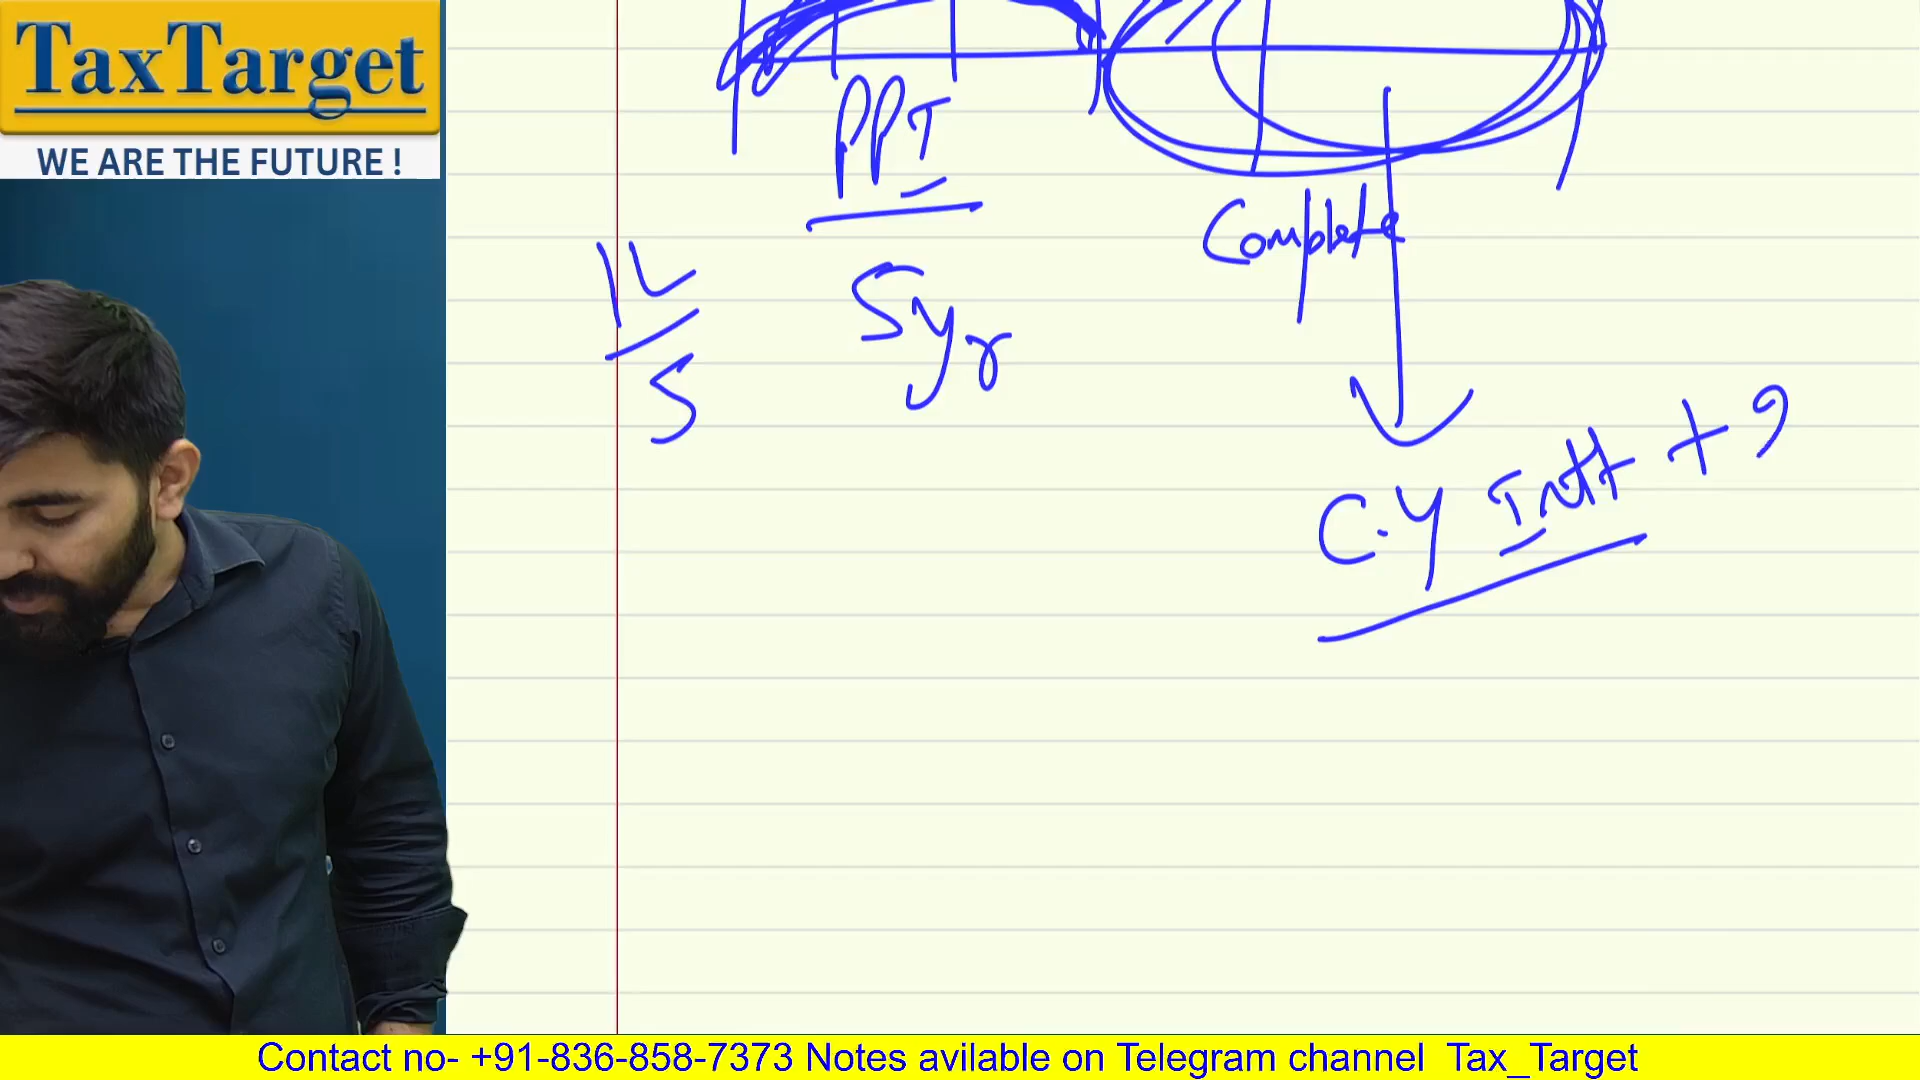 TaxTarget
WE ARE THE FUTURE !
PPI
Complete
1L
5
5yr
C.Y Intt + 9
Contact no- +91-836-858-7373 Notes avilable on Telegram channel Tax_Target